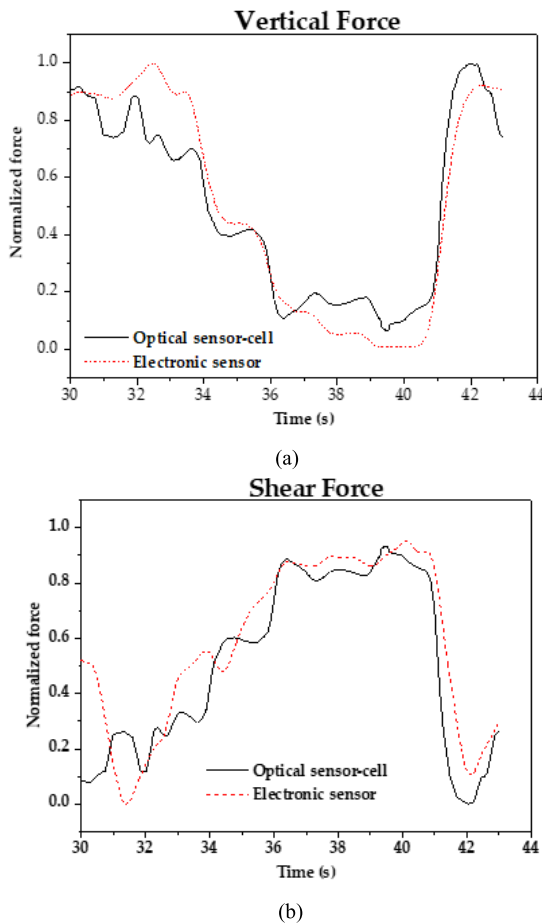 Vertical Force
1.0
0.8
0.6
0.4
0.2
0.0
Normalized force
Optical sensor-cell
Electronic sensor
30 32 34 36 38 40 42 44
Time (s)
(a)
Shear Force
1.0
0.8
0.6
0.4
0.2
0.0
Normalized force
Optical sensor-cell
Electronic sensor
30 32 34 36 38 40 42 44
Time (s)
(b)